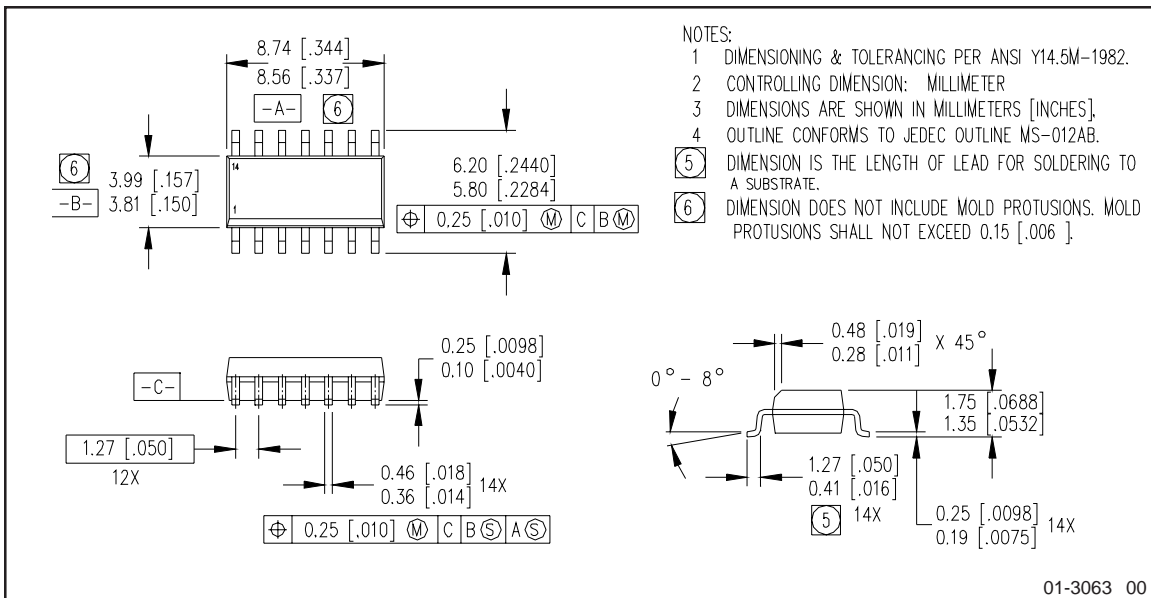 8.74 [.344]
8.56 [.337]
-A- 6
6
3.99 [.157]
3.81 [.150]
-B-
14
1
6.20 [.2440]
5.80 [.2284]
⌖ 0.25 [.010] Ⓜ C B Ⓜ
NOTES:
1 DIMENSIONING & TOLERANCING PER ANSI Y14.5M-1982.
2 CONTROLLING DIMENSION: MILLIMETER
3 DIMENSIONS ARE SHOWN IN MILLIMETERS [INCHES].
4 OUTLINE CONFORMS TO JEDEC OUTLINE MS-012AB.
5 DIMENSION IS THE LENGTH OF LEAD FOR SOLDERING TO
A SUBSTRATE.
6 DIMENSION DOES NOT INCLUDE MOLD PROTUSIONS. MOLD
PROTUSIONS SHALL NOT EXCEED 0.15 [.006 ].
-C-
0.25 [.0098]
0.10 [.0040]
1.27 [.050]
12X
0.46 [.018]
0.36 [.014] 14X
⌖ 0.25 [.010] Ⓜ C B Ⓢ A Ⓢ
0.48 [.019]
0.28 [.011] X 45°
0° - 8°
1.75 [.0688]
1.35 [.0532]
1.27 [.050]
0.41 [.016]
5 14X
0.25 [.0098]
0.19 [.0075] 14X
01-3063 00